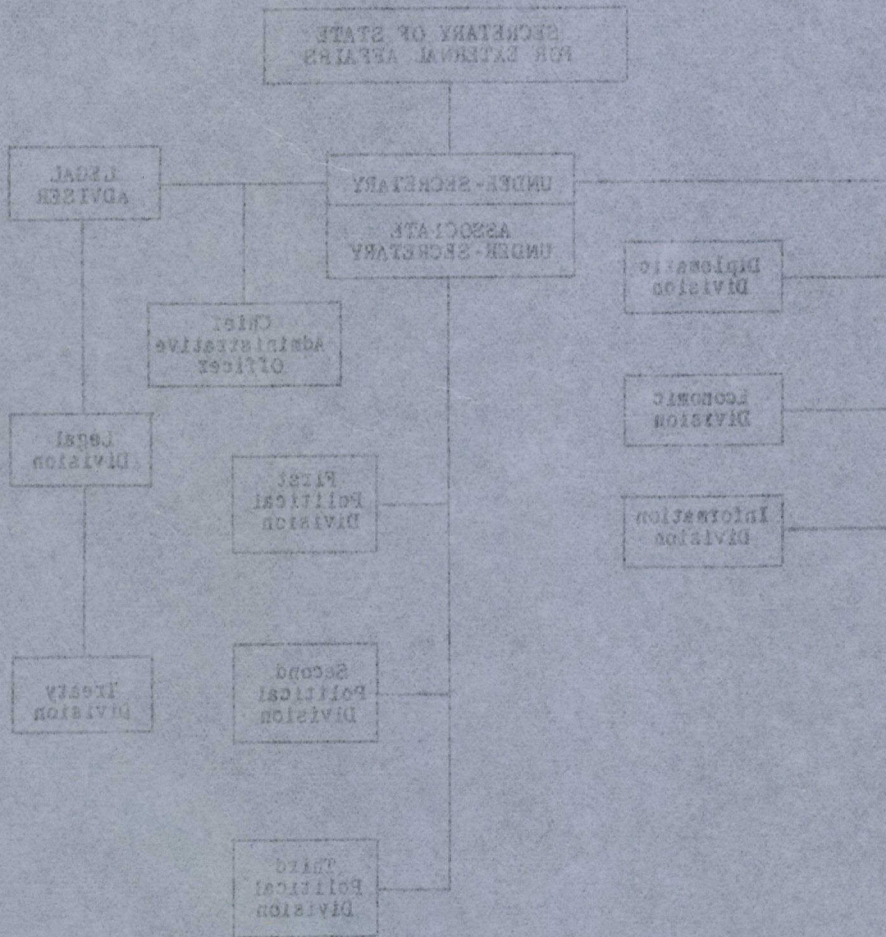 SECRETARY OF STATE
FOR EXTERNAL AFFAIRS
UNDER-SECRETARY
ASSOCIATE
UNDER-SECRETARY
LEGAL
ADVISER
Chief
Administrative
Officer
Diplomatic
Division
Economic
Division
Information
Division
Legal
Division
First
Political
Division
Second
Political
Division
Treaty
Division
Third
Political
Division